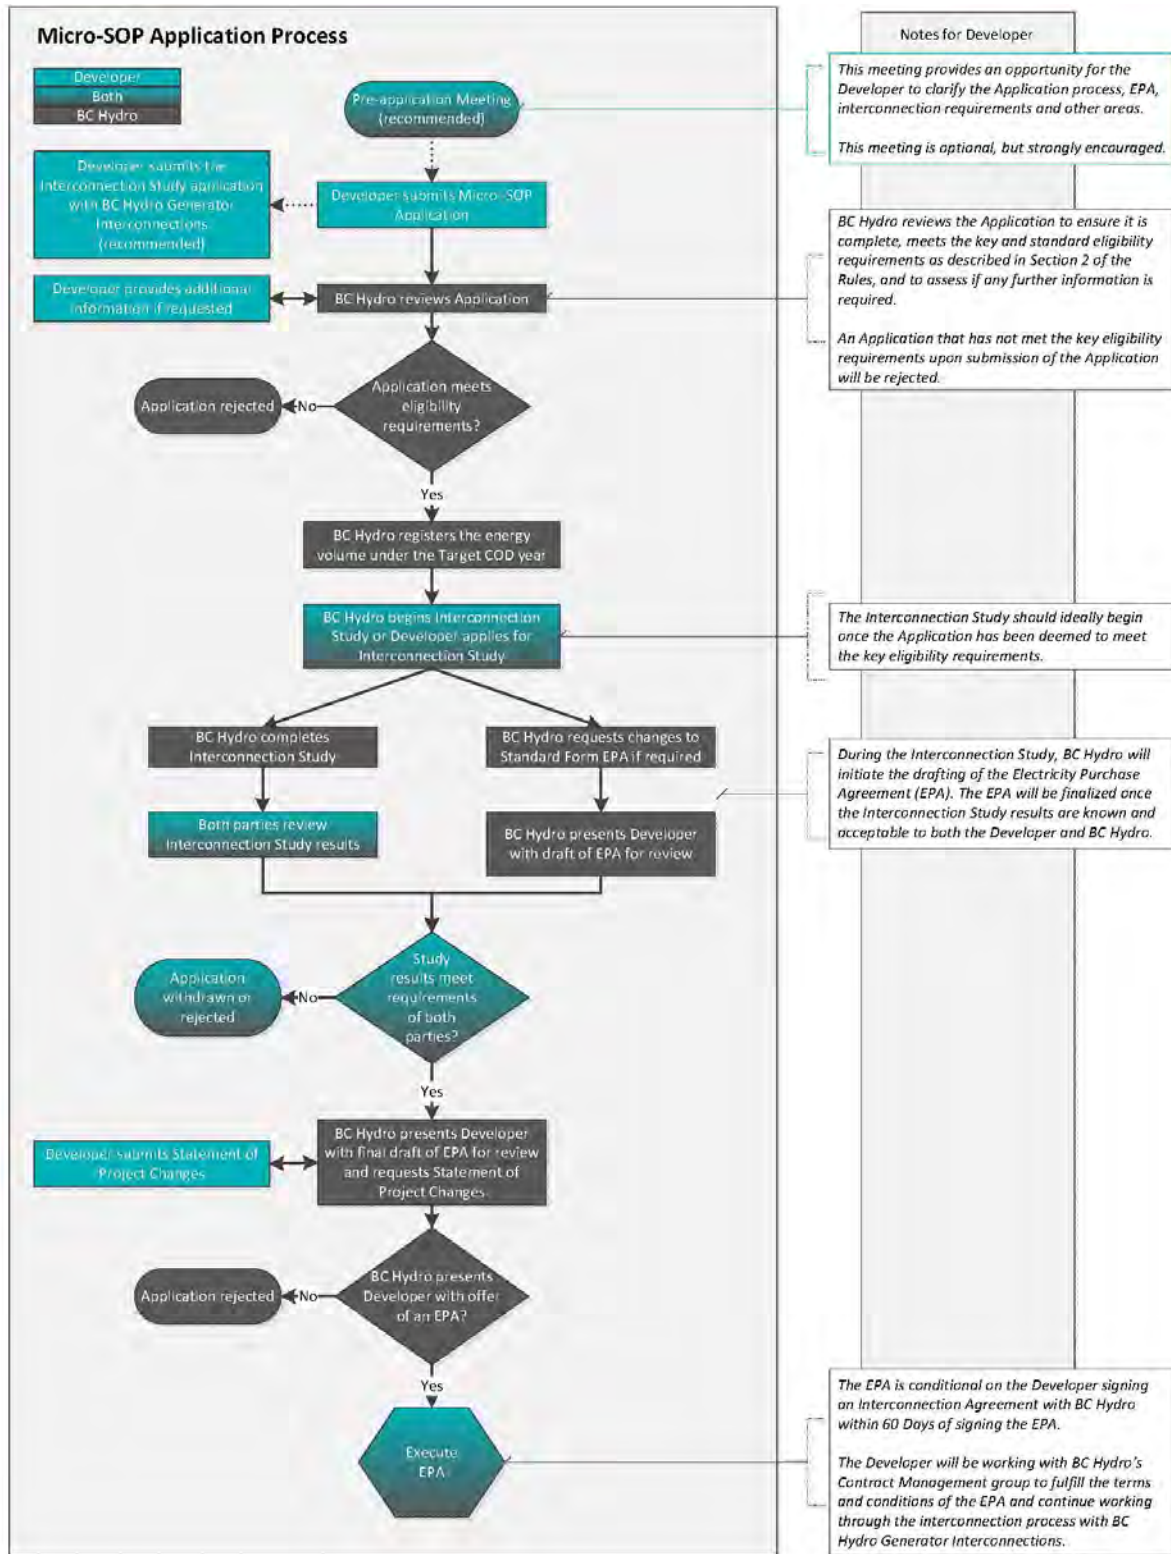 Micro-SOP Application Process
Developer
Both
BC Hydro
Pre-application Meeting
(recommended)
Developer submits the
Interconnection Study application
with BC Hydro Generator
Interconnections
(recommended)
Developer submits Micro-SOP
Application
Developer provides additional
information if requested
BC Hydro reviews Application
Application meets
eligibility
requirements?
No
Application rejected
Yes
BC Hydro registers the energy
volume under the Target COD year
BC Hydro begins Interconnection
Study or Developer applies for
Interconnection Study
BC Hydro completes
Interconnection Study
BC Hydro requests changes to
Standard Form EPA if required
Both parties review
Interconnection Study results
BC Hydro presents Developer
with draft of EPA for review
Study
results meet
requirements
of both
parties?
No
Application
withdrawn or
rejected
Yes
BC Hydro presents Developer
with final draft of EPA for review
and requests Statement of
Project Changes
Developer submits Statement of
Project Changes
BC Hydro presents
Developer with offer
of an EPA?
No
Application rejected
Yes
Execute
EPA
Notes for Developer
This meeting provides an opportunity for the
Developer to clarify the Application process, EPA,
interconnection requirements and other areas.
This meeting is optional, but strongly encouraged.
BC Hydro reviews the Application to ensure it is
complete, meets the key and standard eligibility
requirements as described in Section 2 of the
Rules, and to assess if any further information is
required.
An Application that has not met the key eligibility
requirements upon submission of the Application
will be rejected.
The Interconnection Study should ideally begin
once the Application has been deemed to meet
the key eligibility requirements.
During the Interconnection Study, BC Hydro will
initiate the drafting of the Electricity Purchase
Agreement (EPA). The EPA will be finalized once
the Interconnection Study results are known and
acceptable to both the Developer and BC Hydro.
The EPA is conditional on the Developer signing
an Interconnection Agreement with BC Hydro
within 60 Days of signing the EPA.
The Developer will be working with BC Hydro's
Contract Management group to fulfill the terms
and conditions of the EPA and continue working
through the interconnection process with BC
Hydro Generator Interconnections.